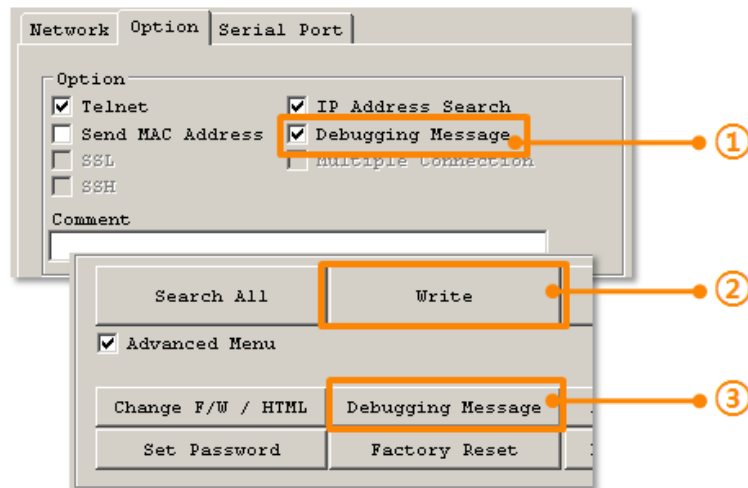 Network Option Serial Port
Option
Telnet IP Address Search
Send MAC Address Debugging Message
SSL Multiple Connection
SSH
Comment
①
Search All Write
②
Advanced Menu
Change F/W / HTML Debugging Message
③
Set Password Factory Reset